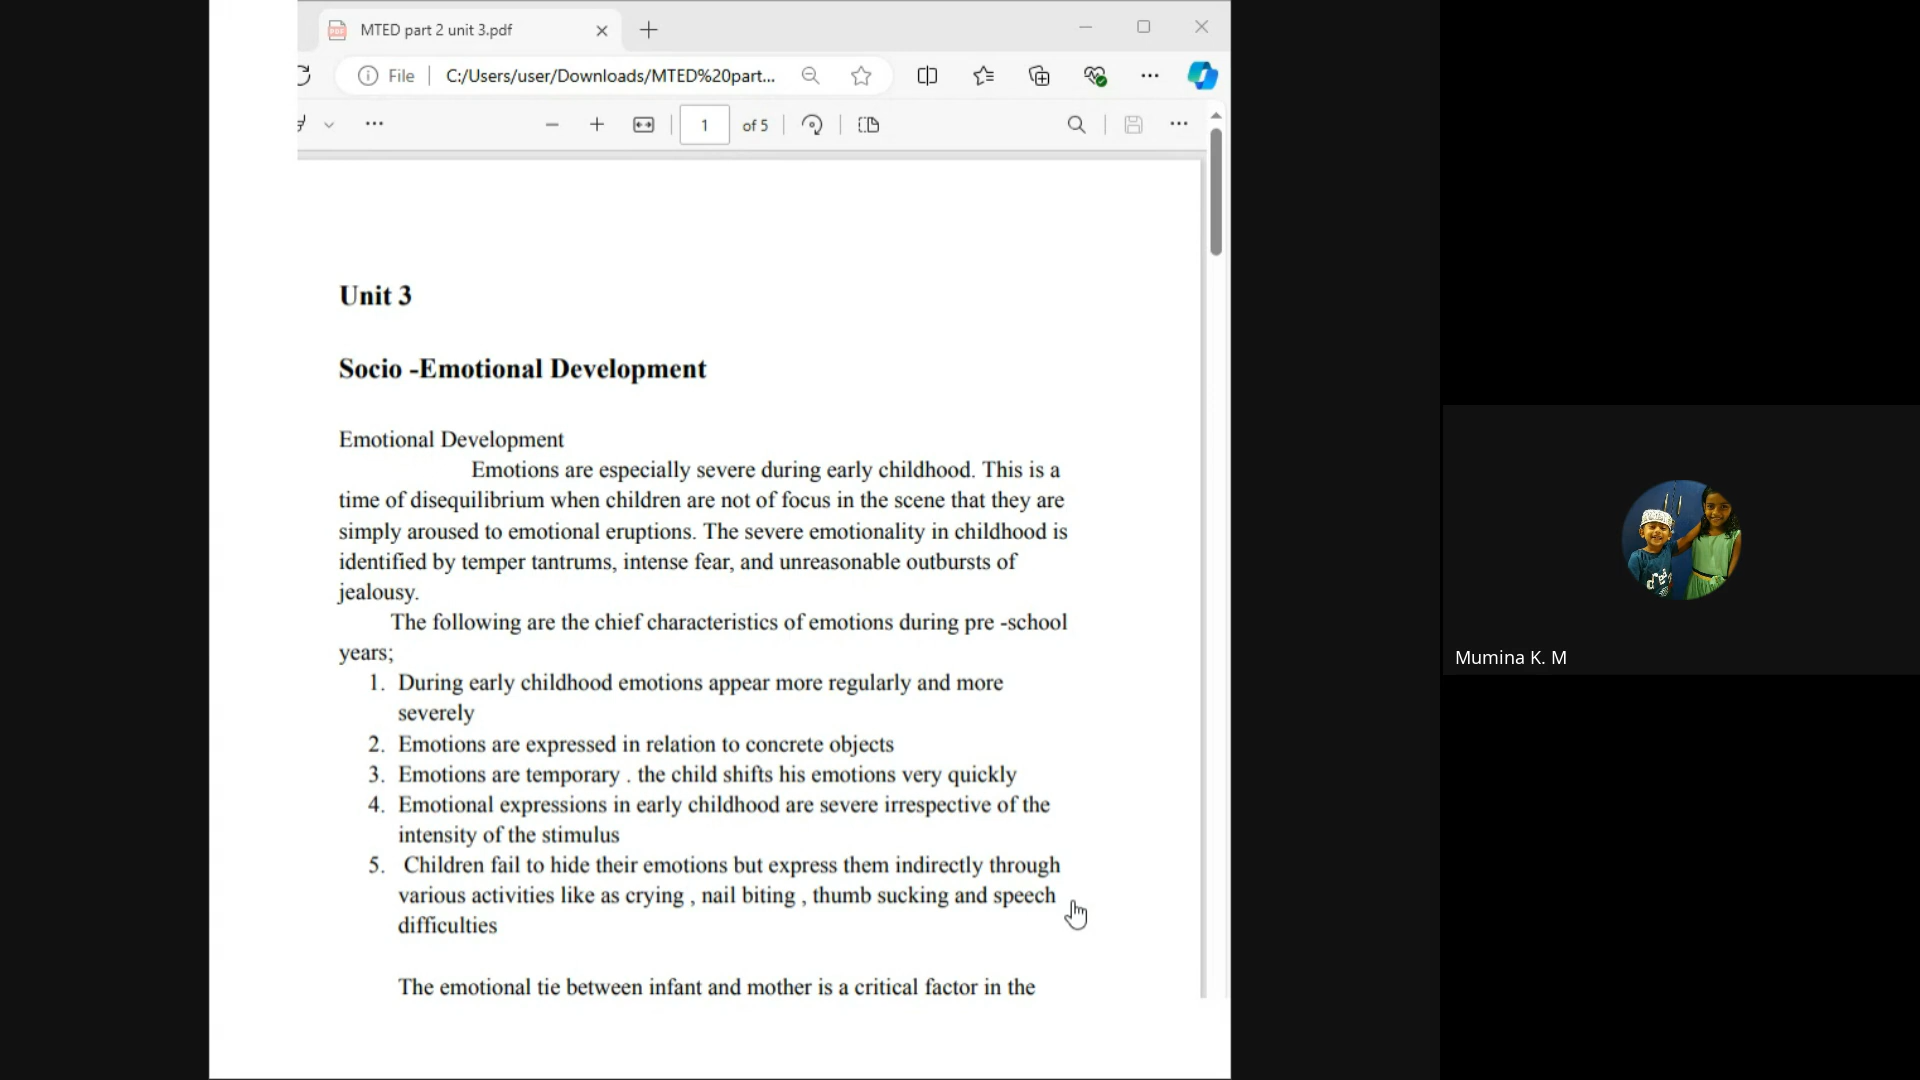 MTED part 2 unit 3.pdf
File C:/Users/user/Downloads/MTED%20part...
1 of 5
Unit 3
Socio -Emotional Development
Emotional Development
Emotions are especially severe during early childhood. This is a
time of disequilibrium when children are not of focus in the scene that they are
simply aroused to emotional eruptions. The severe emotionality in childhood is
identified by temper tantrums, intense fear, and unreasonable outbursts of
jealousy.
The following are the chief characteristics of emotions during pre -school
years;
1. During early childhood emotions appear more regularly and more
severely
2. Emotions are expressed in relation to concrete objects
3. Emotions are temporary . the child shifts his emotions very quickly
4. Emotional expressions in early childhood are severe irrespective of the
intensity of the stimulus
5. Children fail to hide their emotions but express them indirectly through
various activities like as crying , nail biting , thumb sucking and speech
difficulties
The emotional tie between infant and mother is a critical factor in the
Mumina K. M